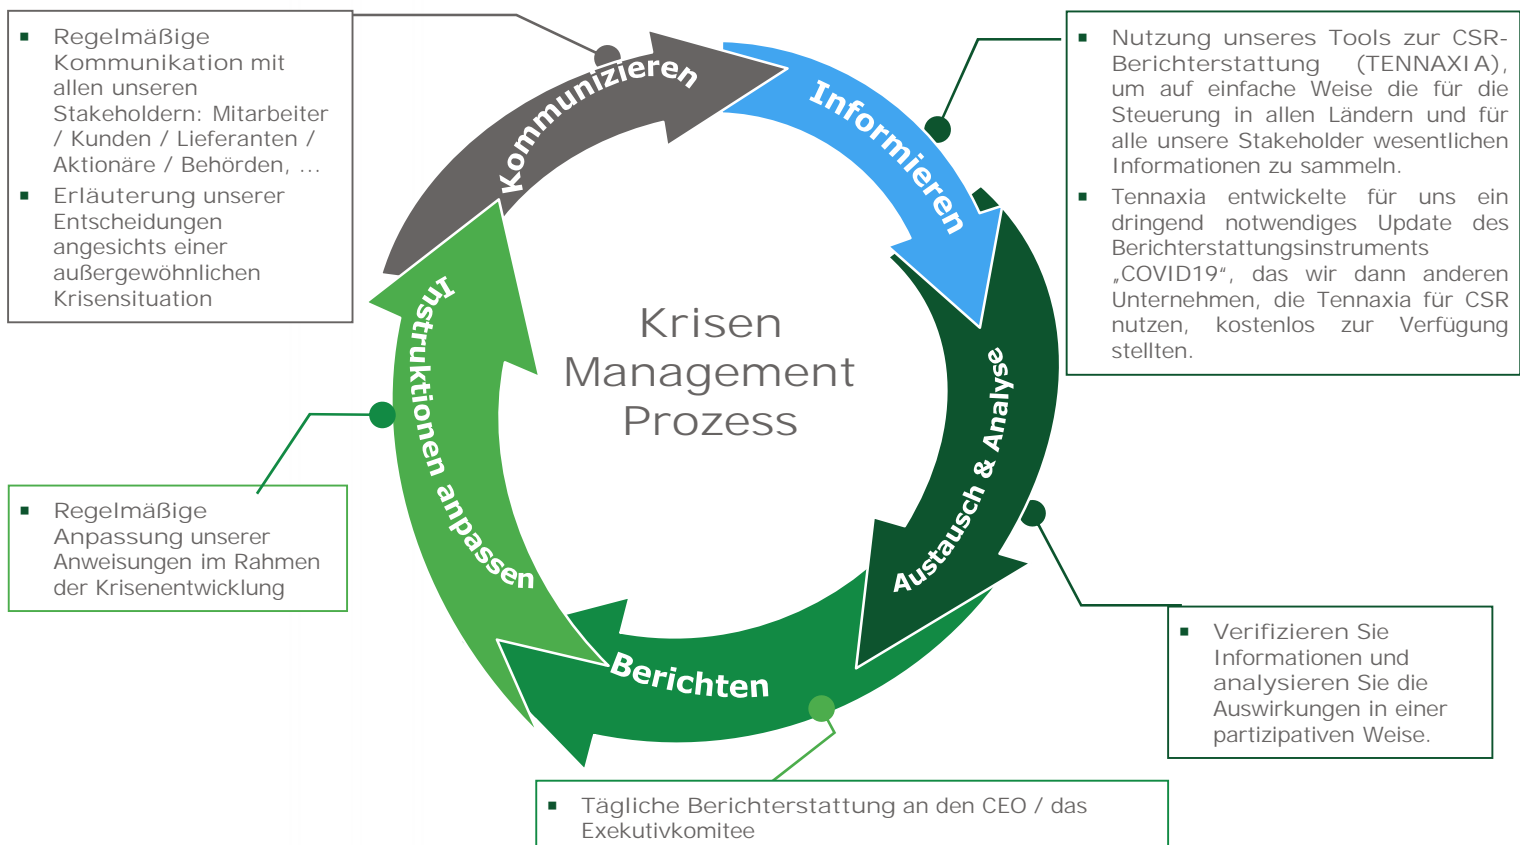 ▪ Regelmäßige
Kommunikation mit
allen unseren
Stakeholdern: Mitarbeiter
/ Kunden / Lieferanten /
Aktionäre / Behörden, ...
▪ Erläuterung unserer
Entscheidungen
angesichts einer
außergewöhnlichen
Krisensituation
Kommunizieren
Informieren
▪ Nutzung unseres Tools zur CSR-
Berichterstattung (TENNAXIA),
um auf einfache Weise die für die
Steuerung in allen Ländern und für
alle unsere Stakeholder wesentlichen
Informationen zu sammeln.
▪ Tennaxia entwickelte für uns ein
dringend notwendiges Update des
Berichterstattungsinstruments
„COVID19“, das wir dann anderen
Unternehmen, die Tennaxia für CSR
nutzen, kostenlos zur Verfügung
stellten.
Krisen
Management
Prozess
Instruktionen anpassen
Austausch & Analyse
▪ Regelmäßige
Anpassung unserer
Anweisungen im Rahmen
der Krisenentwicklung
Berichten
▪ Verifizieren Sie
Informationen und
analysieren Sie die
Auswirkungen in einer
partizipativen Weise.
▪ Tägliche Berichterstattung an den CEO / das
Exekutivkomitee